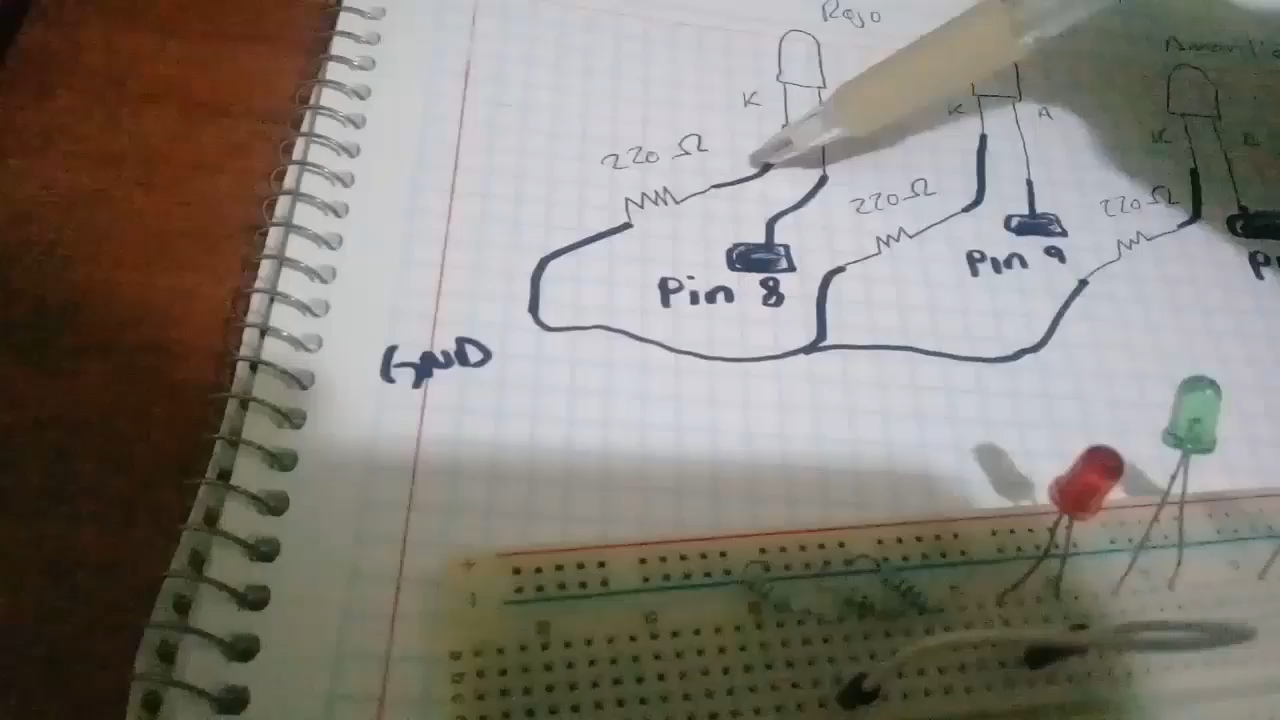 Rojo
K
220 Ω
K
A
220 Ω
K
220 Ω
Pin 8
Pin 9
GND